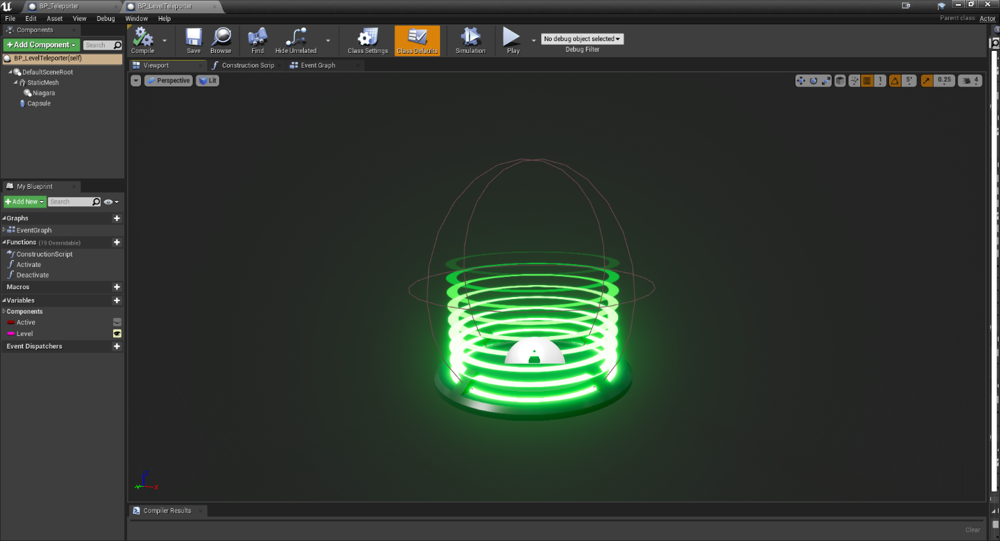 BP_Teleporter
BP_LevelTeleporter
File Edit Asset View Debug Window Help
Parent class: Actor
Components
+Add Component
Search
BP_LevelTeleporter(self)
DefaultSceneRoot
StaticMesh
Niagara
Capsule
My Blueprint
+Add New
Search
Graphs
EventGraph
Functions (19 Overridable)
ConstructionScript
Activate
Deactivate
Macros
Variables
Components
Active
Level
Event Dispatchers
Compile
Save
Browse
Find
Hide Unrelated
Class Settings
Class Defaults
Simulation
Play
No debug object selected
Debug Filter
Viewport
Construction Scrip
Event Graph
Perspective
Lit
1
5°
0.25
4
Z
Y
X
Compiler Results
Clear